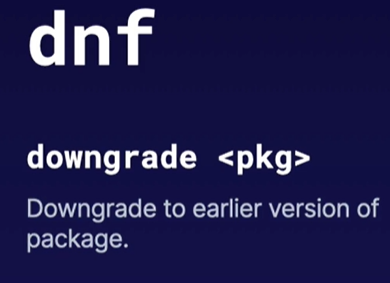 dnf
downgrade <pkg>
Downgrade to earlier version of
package.